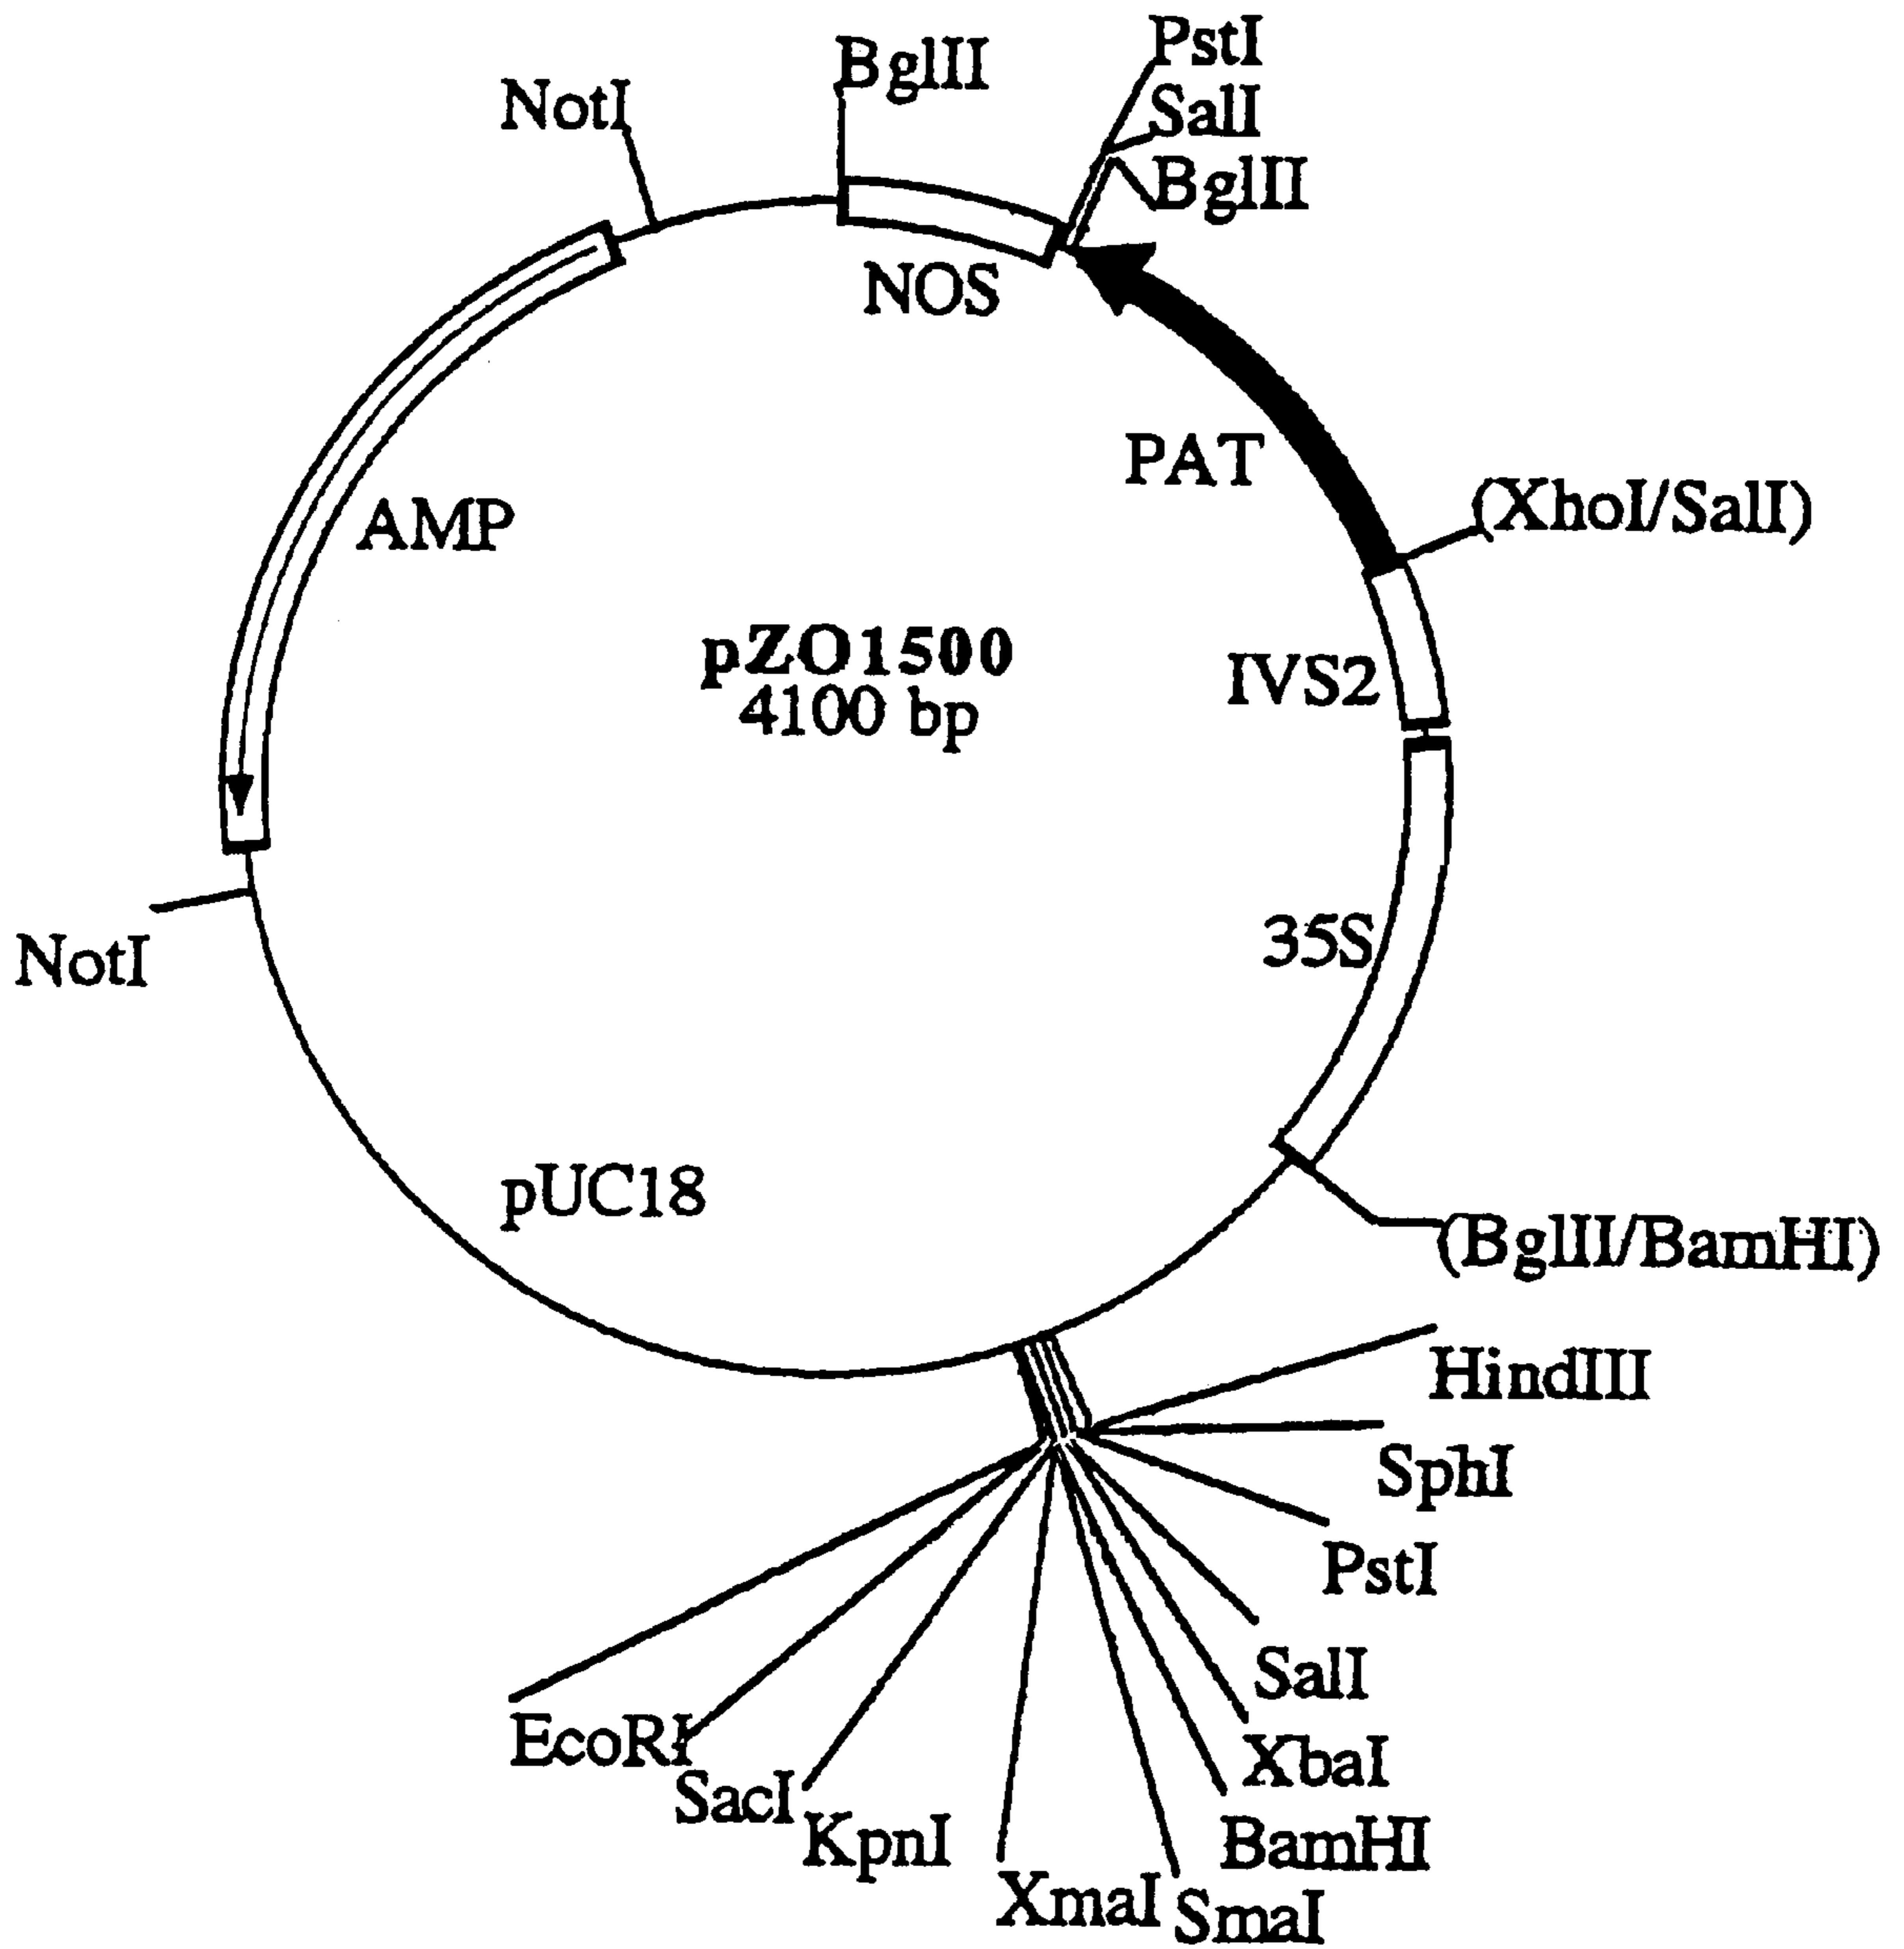 PstI
BglII
SalI
NotI
BglII
NOS
PAT
(XhoI/SalI)
AMP
pZO1500
4100 bp
IVS2
35S
NotI
pUC18
(BglII/BamHI)
HindIII
SphI
PstI
SalI
XbaI
BamHI
SmaI
XmaI
KpnI
SacI
EcoRI